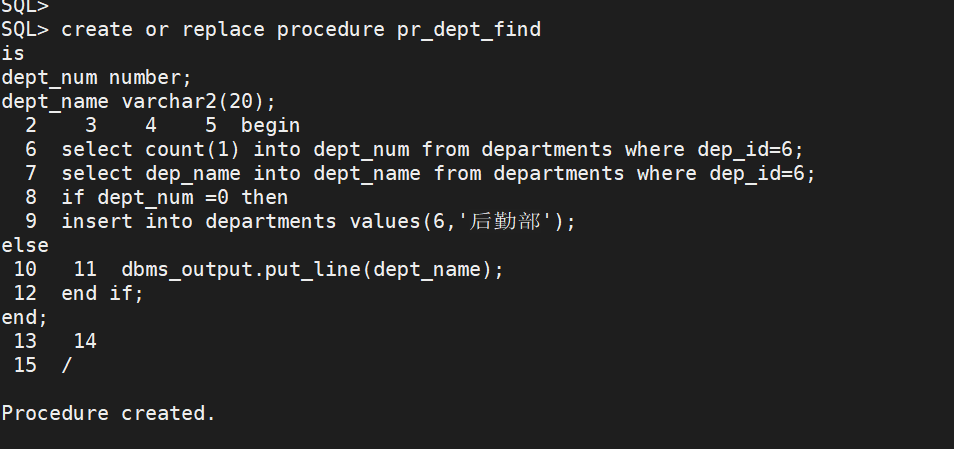 SQL>
SQL> create or replace procedure pr_dept_find
is
dept_num number;
dept_name varchar2(20);
  2    3    4    5  begin
  6  select count(1) into dept_num from departments where dep_id=6;
  7  select dep_name into dept_name from departments where dep_id=6;
  8  if dept_num =0 then
  9  insert into departments values(6,'后勤部');
else
 10   11  dbms_output.put_line(dept_name);
 12  end if;
end;
 13   14
 15  /
Procedure created.